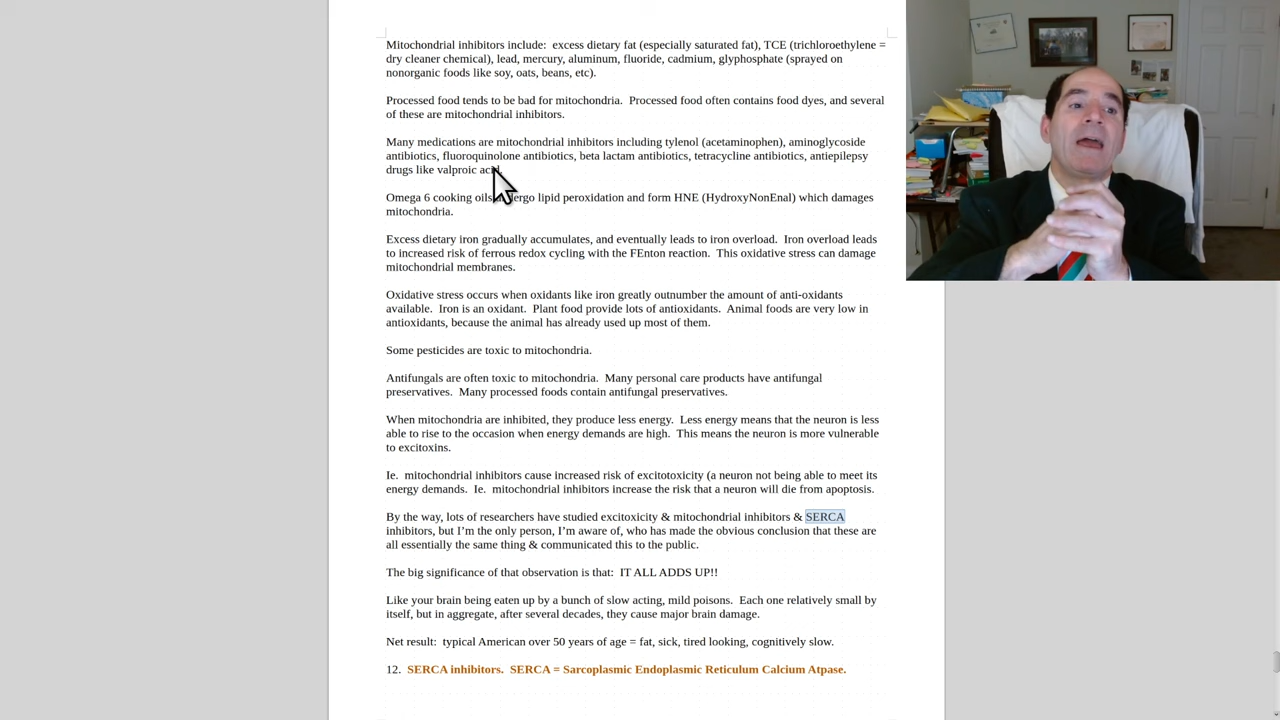 Mitochondrial inhibitors include:  excess dietary fat (especially saturated fat), TCE (trichloroethylene =
dry cleaner chemical), lead, mercury, aluminum, fluoride, cadmium, glyphosphate (sprayed on
nonorganic foods like soy, oats, beans, etc).
Processed food tends to be bad for mitochondria.  Processed food often contains food dyes, and several
of these are mitochondrial inhibitors.
Many medications are mitochondrial inhibitors including tylenol (acetaminophen), aminoglycoside
antibiotics, fluoroquinolone antibiotics, beta lactam antibiotics, tetracycline antibiotics, antiepilepsy
drugs like valproic acid.
Omega 6 cooking oils undergo lipid peroxidation and form HNE (HydroxyNonEnal) which damages
mitochondria.
Excess dietary iron gradually accumulates, and eventually leads to iron overload.  Iron overload leads
to increased risk of ferrous redox cycling with the FEnton reaction.  This oxidative stress can damage
mitochondrial membranes.
Oxidative stress occurs when oxidants like iron greatly outnumber the amount of anti-oxidants
available.  Iron is an oxidant.  Plant food provide lots of antioxidants.  Animal foods are very low in
antioxidants, because the animal has already used up most of them.
Some pesticides are toxic to mitochondria.
Antifungals are often toxic to mitochondria.  Many personal care products have antifungal
preservatives.  Many processed foods contain antifungal preservatives.
When mitochondria are inhibited, they produce less energy.  Less energy means that the neuron is less
able to rise to the occasion when energy demands are high.  This means the neuron is more vulnerable
to excitoxins.
Ie.  mitochondrial inhibitors cause increased risk of excitotoxicity (a neuron not being able to meet its
energy demands.  Ie.  mitochondrial inhibitors increase the risk that a neuron will die from apoptosis.
By the way, lots of researchers have studied excitoxicity & mitochondrial inhibitors & SERCA
inhibitors, but I'm the only person, I'm aware of, who has made the obvious conclusion that these are
all essentially the same thing & communicated this to the public.
The big significance of that observation is that:  IT ALL ADDS UP!!
Like your brain being eaten up by a bunch of slow acting, mild poisons.  Each one relatively small by
itself, but in aggregate, after several decades, they cause major brain damage.
Net result:  typical American over 50 years of age = fat, sick, tired looking, cognitively slow.
12.  SERCA inhibitors.  SERCA = Sarcoplasmic Endoplasmic Reticulum Calcium Atpase.